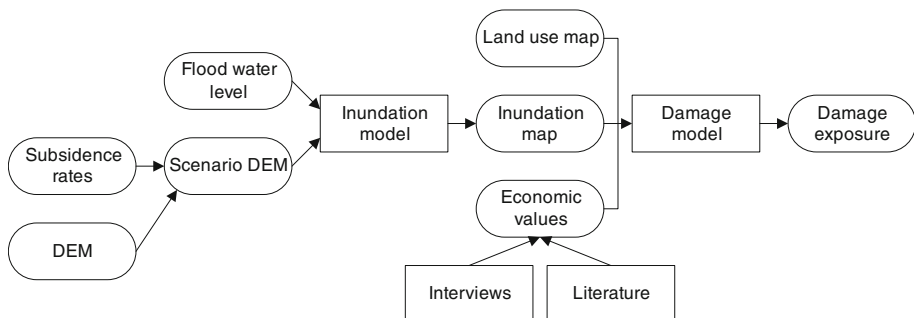 Land use map
Flood water
level
Inundation
model
Inundation
map
Damage
model
Damage
exposure
Subsidence
rates
Scenario DEM
Economic
values
DEM
Interviews
Literature